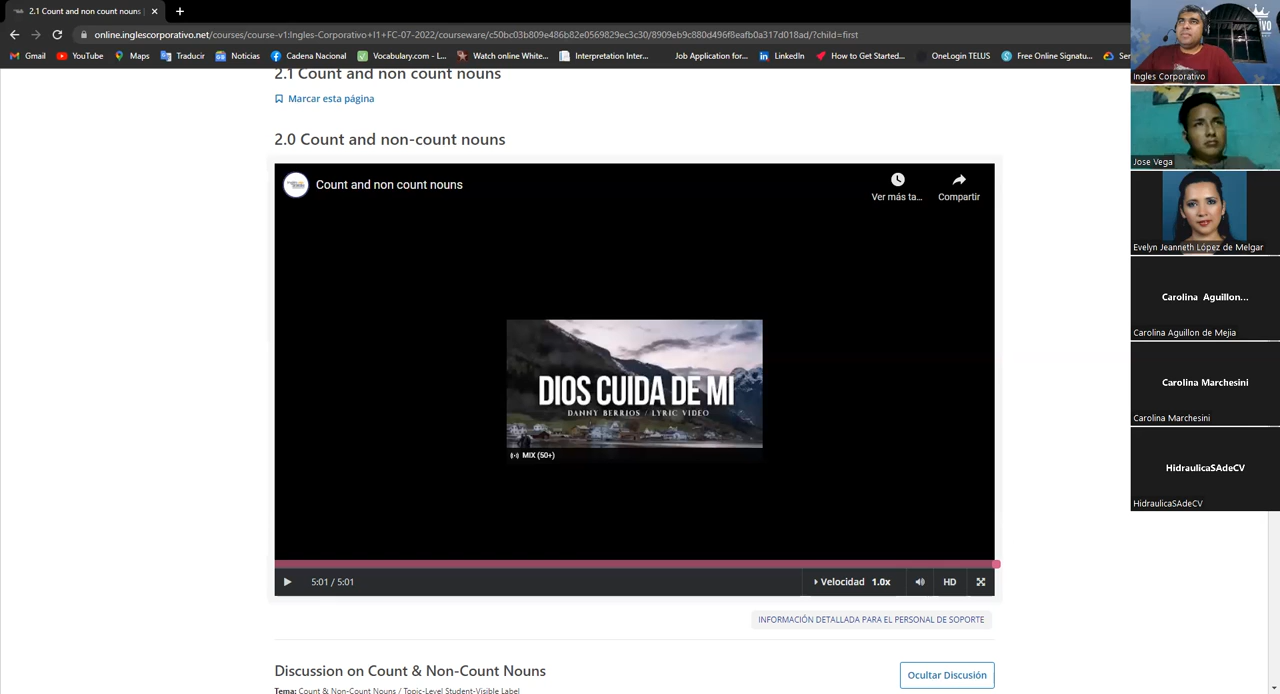 2.1 Count and non count nouns
online.inglescorporativo.net/courses/course-v1:Ingles-Corporativo+I1+FC-07-2022/courseware/c50bc03b809e486b82e0569829ec3c30/8909eb9c880d496f8eafb0a317d018ad/?child=first
Gmail YouTube Maps Traducir Noticias Cadena Nacional Vocabulary.com - L... Watch online White... Interpretation Inter... Job Application for... LinkedIn How to Get Started... OneLogin TELUS Free Online Signatu... Ser
2.1 Count and non count nouns
Marcar esta página
2.0 Count and non-count nouns
Count and non count nouns
Ver más ta...
Compartir
DIOS CUIDA DE MI
DANNY BERRIOS / LYRIC VIDEO
MIX (50+)
5:01 / 5:01
Velocidad 1.0x
HD
INFORMACIÓN DETALLADA PARA EL PERSONAL DE SOPORTE
Discussion on Count & Non-Count Nouns
Ocultar Discusión
Tema: Count & Non-Count Nouns / Topic-Level Student-Visible Label
Ingles Corporativo
Jose Vega
Evelyn Jeanneth López de Melgar
Carolina Aguillon...
Carolina Aguillon de Mejia
Carolina Marchesini
Carolina Marchesini
HidraulicaSAdeCV
HidraulicaSAdeCV